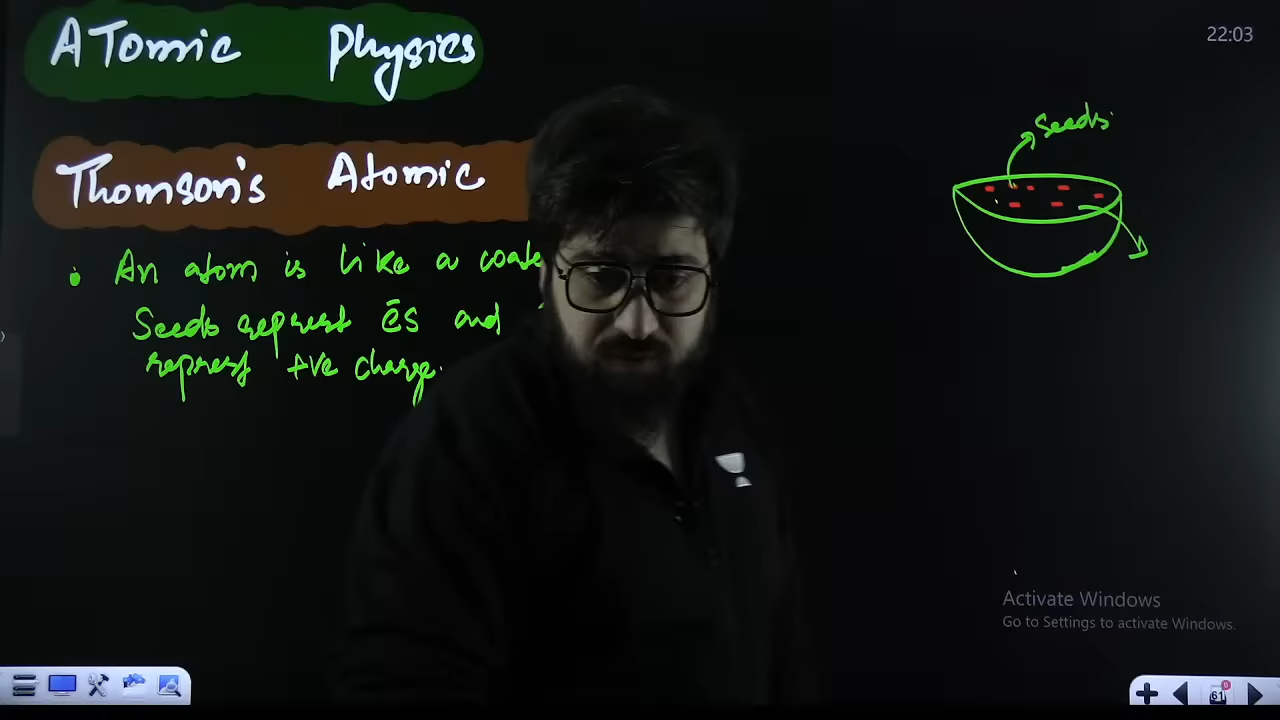 ATomic Physics
22:03
Seeds
Thomson's Atomic
An atom is like a
Seeds represt ēs and
represt +ve charge.
Activate Windows
Go to Settings to activate Windows.
61